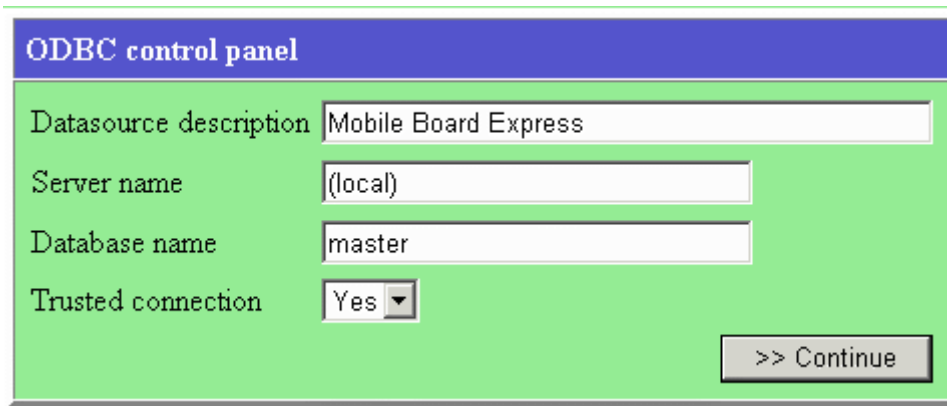 ODBC control panel
Datasource description Mobile Board Express
Server name (local)
Database name master
Trusted connection Yes
>> Continue